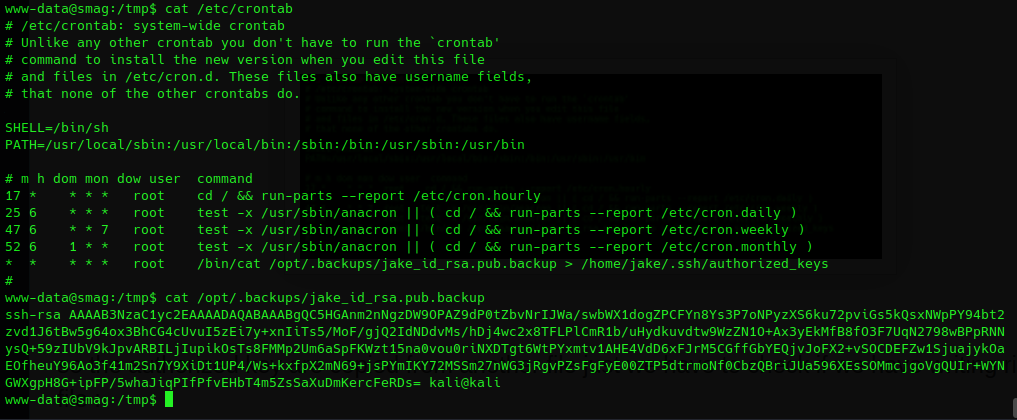 www-data@smag:/tmp$ cat /etc/crontab
# /etc/crontab: system-wide crontab
# Unlike any other crontab you don't have to run the `crontab'
# command to install the new version when you edit this file
# and files in /etc/cron.d. These files also have username fields,
# that none of the other crontabs do.

SHELL=/bin/sh
PATH=/usr/local/sbin:/usr/local/bin:/sbin:/bin:/usr/sbin:/usr/bin

# m h dom mon dow user  command
17 *    * * *   root    cd / && run-parts --report /etc/cron.hourly
25 6    * * *   root    test -x /usr/sbin/anacron || ( cd / && run-parts --report /etc/cron.daily )
47 6    * * 7   root    test -x /usr/sbin/anacron || ( cd / && run-parts --report /etc/cron.weekly )
52 6    1 * *   root    test -x /usr/sbin/anacron || ( cd / && run-parts --report /etc/cron.monthly )
*  *    * * *   root    /bin/cat /opt/.backups/jake_id_rsa.pub.backup > /home/jake/.ssh/authorized_keys
#
www-data@smag:/tmp$ cat /opt/.backups/jake_id_rsa.pub.backup
ssh-rsa AAAAB3NzaC1yc2EAAAADAQABAAABgQC5HGAnm2nNgzDW9OPAZ9dP0tZbvNrIJWa/swbWX1dogZPCFYn8Ys3P7oNPyzXS6ku72pviGs5kQsxNWpPY94bt2
zvd1J6tBw5g64ox3BhCG4cUvuI5zEi7y+xnIiTs5/MoF/gjQ2IdNDdvMs/hDj4wc2x8TFLPlCmR1b/uHydkuvdtw9WzZN1O+Ax3yEkMfB8fO3F7UqN2798wBPpRNN
ysQ+59zIUbV9kJpvARBILjIupikOsTs8FMMp2Um6aSpFKWzt15na0vou0riNXDTgt6WtPYxmtv1AHE4VdD6xFJrM5CGffGbYEQjvJoFX2+vSOCDEFZw1SjuajykOa
EOfheuY96Ao3f41m2Sn7Y9XiDt1UP4/Ws+kxfpX2mN69+jsPYmIKY72MSSm27nWG3jRgvPZsFgFyE00ZTP5dtrmoNf0CbzQBriJUa596XEsSOMmcjgoVgQUIr+WYN
GWXgpH8G+ipFP/5whaJiqPIfPfvEHbT4m5ZsSaXuDmKercFeRDs= kali@kali
www-data@smag:/tmp$